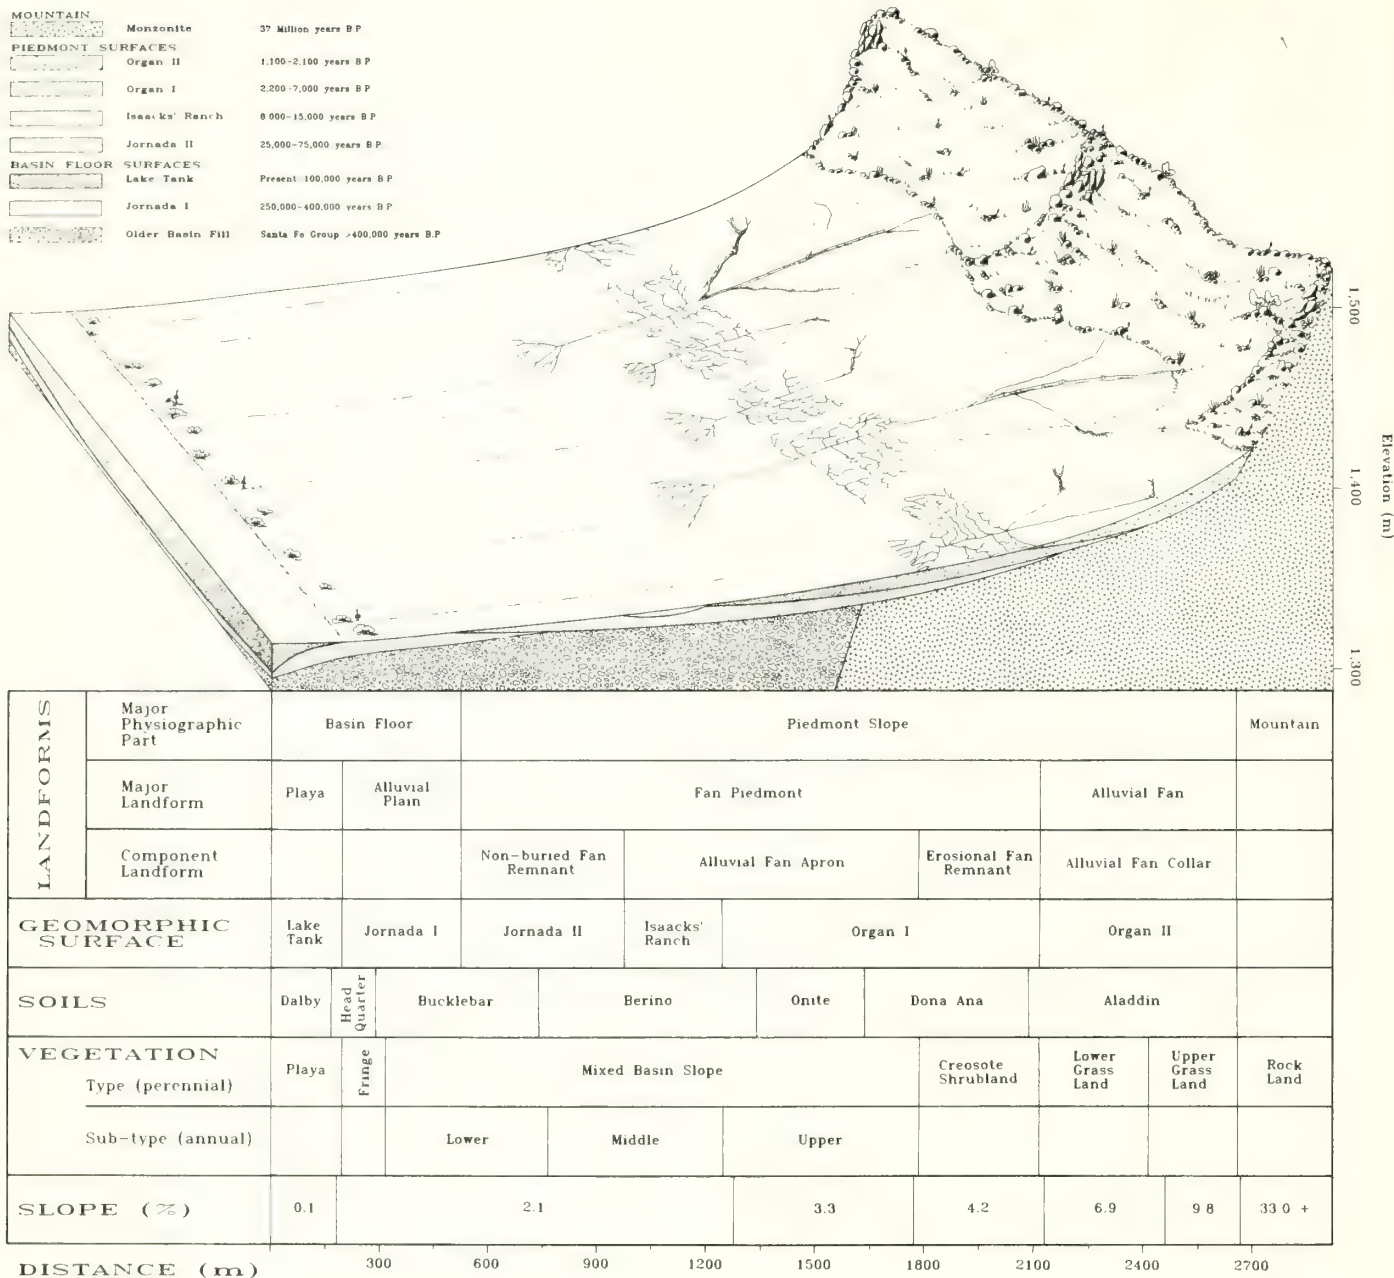 MOUNTAIN
Monzonite 37 Million years B P
PIEDMONT SURFACES
Organ II 1,100-2,100 years B P
Organ I 2,200-7,000 years B P
Isaacks' Ranch 8 000-15,000 years B P
Jornada II 25,000-75,000 years B P
BASIN FLOOR SURFACES
Lake Tank Present 100,000 years B P
Jornada I 250,000-400,000 years B P
Older Basin Fill Santa Fe Group >400,000 years B.P
1,500
1,400
1,300
Elevation (m)
LANDFORMS
Major
Physiographic
Part
Basin Floor
Piedmont Slope
Mountain
Major
Landform
Playa
Alluvial
Plain
Fan Piedmont
Alluvial Fan
Component
Landform
Non-buried Fan
Remnant
Alluvial Fan Apron
Erosional Fan
Remnant
Alluvial Fan Collar
GEOMORPHIC
SURFACE
Lake
Tank
Jornada I
Jornada II
Isaacks'
Ranch
Organ I
Organ II
SOILS
Dalby
Head
Quarter
Bucklebar
Berino
Onite
Dona Ana
Aladdin
VEGETATION
Type (perennial)
Playa
Fringe
Mixed Basin Slope
Creosote
Shrubland
Lower
Grass
Land
Upper
Grass
Land
Rock
Land
Sub-type (annual)
Lower
Middle
Upper
SLOPE (%)
0.1
2.1
3.3
4.2
6.9
9 8
33 0 +
DISTANCE (m)
300 600 900 1200 1500 1800 2100 2400 2700